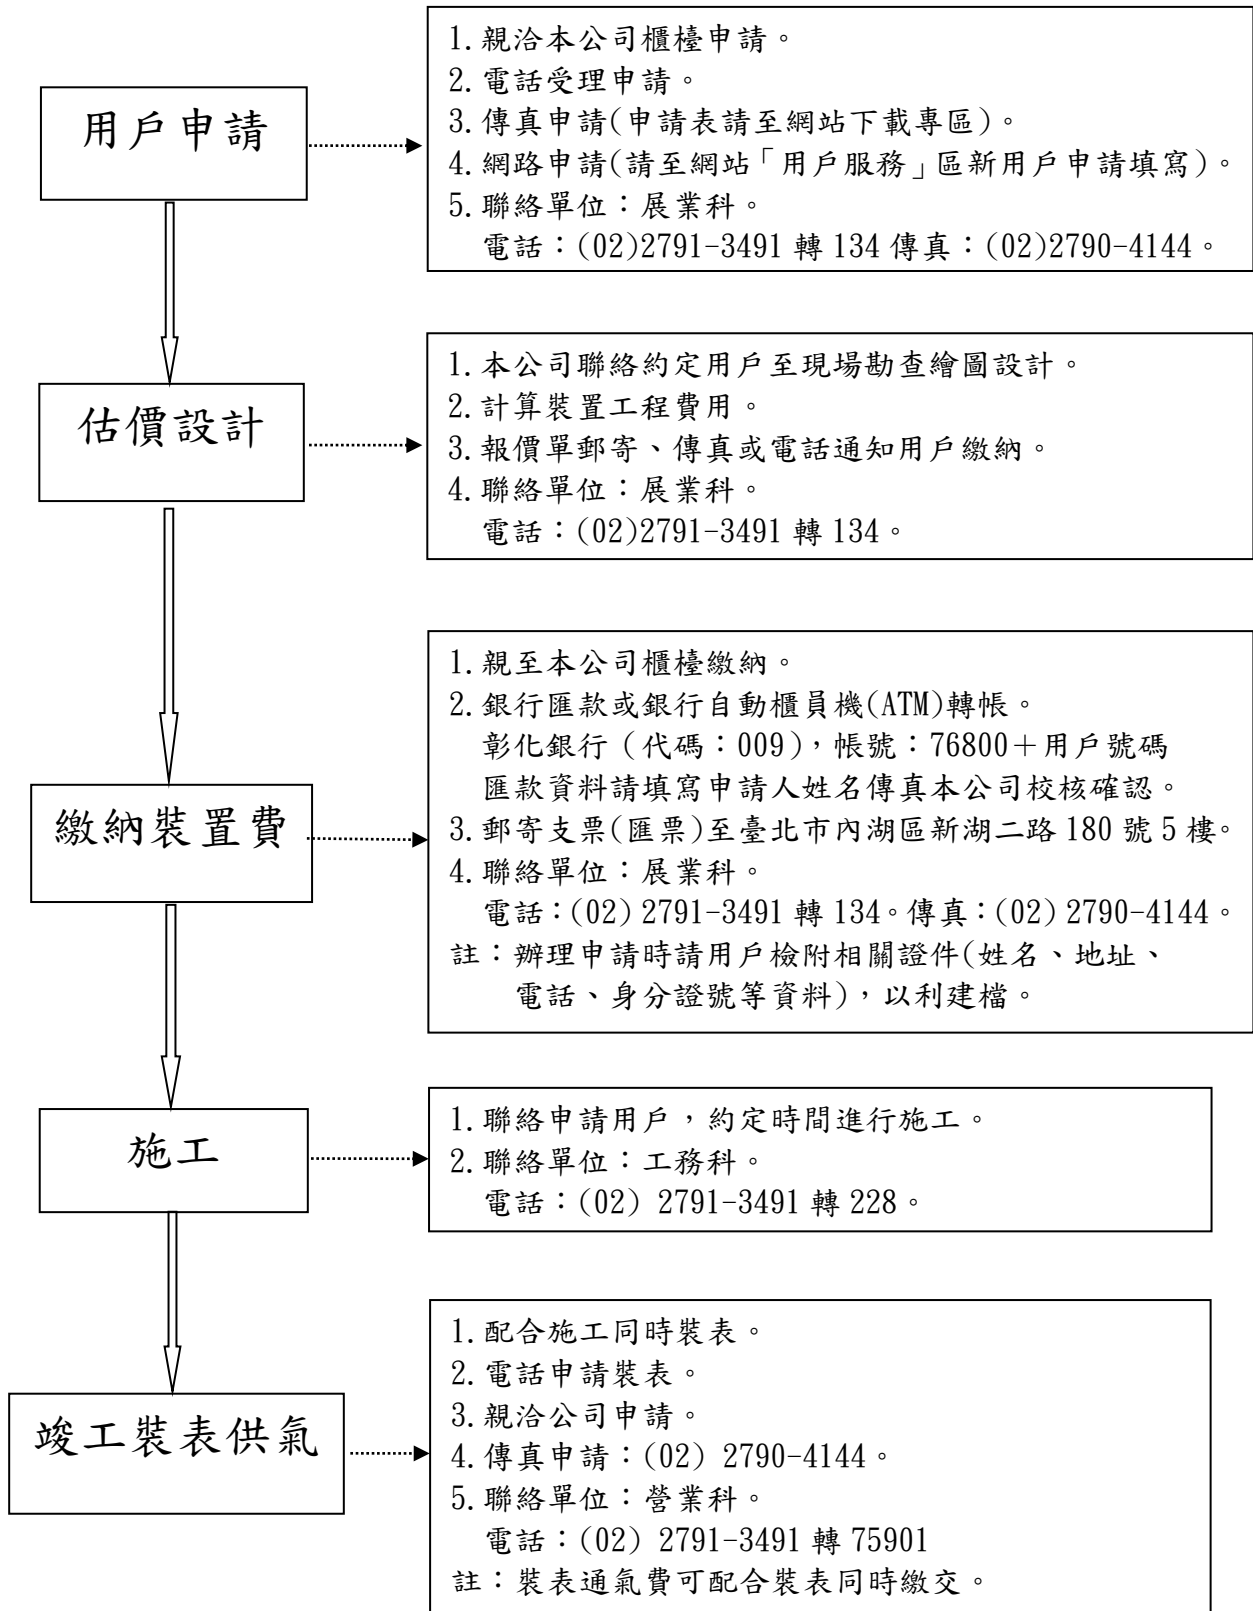 用戶申請
1.親洽本公司櫃檯申請。
2.電話受理申請。
3.傳真申請(申請表請至網站下載專區)。
4.網路申請(請至網站「用戶服務」區新用戶申請填寫)。
5.聯絡單位：展業科。
電話：(02)2791-3491 轉 134 傳真：(02)2790-4144。
估價設計
1.本公司聯絡約定用戶至現場勘查繪圖設計。
2.計算裝置工程費用。
3.報價單郵寄、傳真或電話通知用戶繳納。
4.聯絡單位：展業科。
電話：(02)2791-3491 轉 134。
繳納裝置費
1.親至本公司櫃檯繳納。
2.銀行匯款或銀行自動櫃員機(ATM)轉帳。
彰化銀行（代碼：009），帳號：76800＋用戶號碼
匯款資料請填寫申請人姓名傳真本公司校核確認。
3.郵寄支票(匯票)至臺北市內湖區新湖二路 180 號 5 樓。
4.聯絡單位：展業科。
電話：(02) 2791-3491 轉 134。傳真：(02) 2790-4144。
註：辦理申請時請用戶檢附相關證件(姓名、地址、
電話、身分證號等資料)，以利建檔。
施工
1.聯絡申請用戶，約定時間進行施工。
2.聯絡單位：工務科。
電話：(02) 2791-3491 轉 228。
竣工裝表供氣
1.配合施工同時裝表。
2.電話申請裝表。
3.親洽公司申請。
4.傳真申請：(02) 2790-4144。
5.聯絡單位：營業科。
電話：(02) 2791-3491 轉 75901
註：裝表通氣費可配合裝表同時繳交。